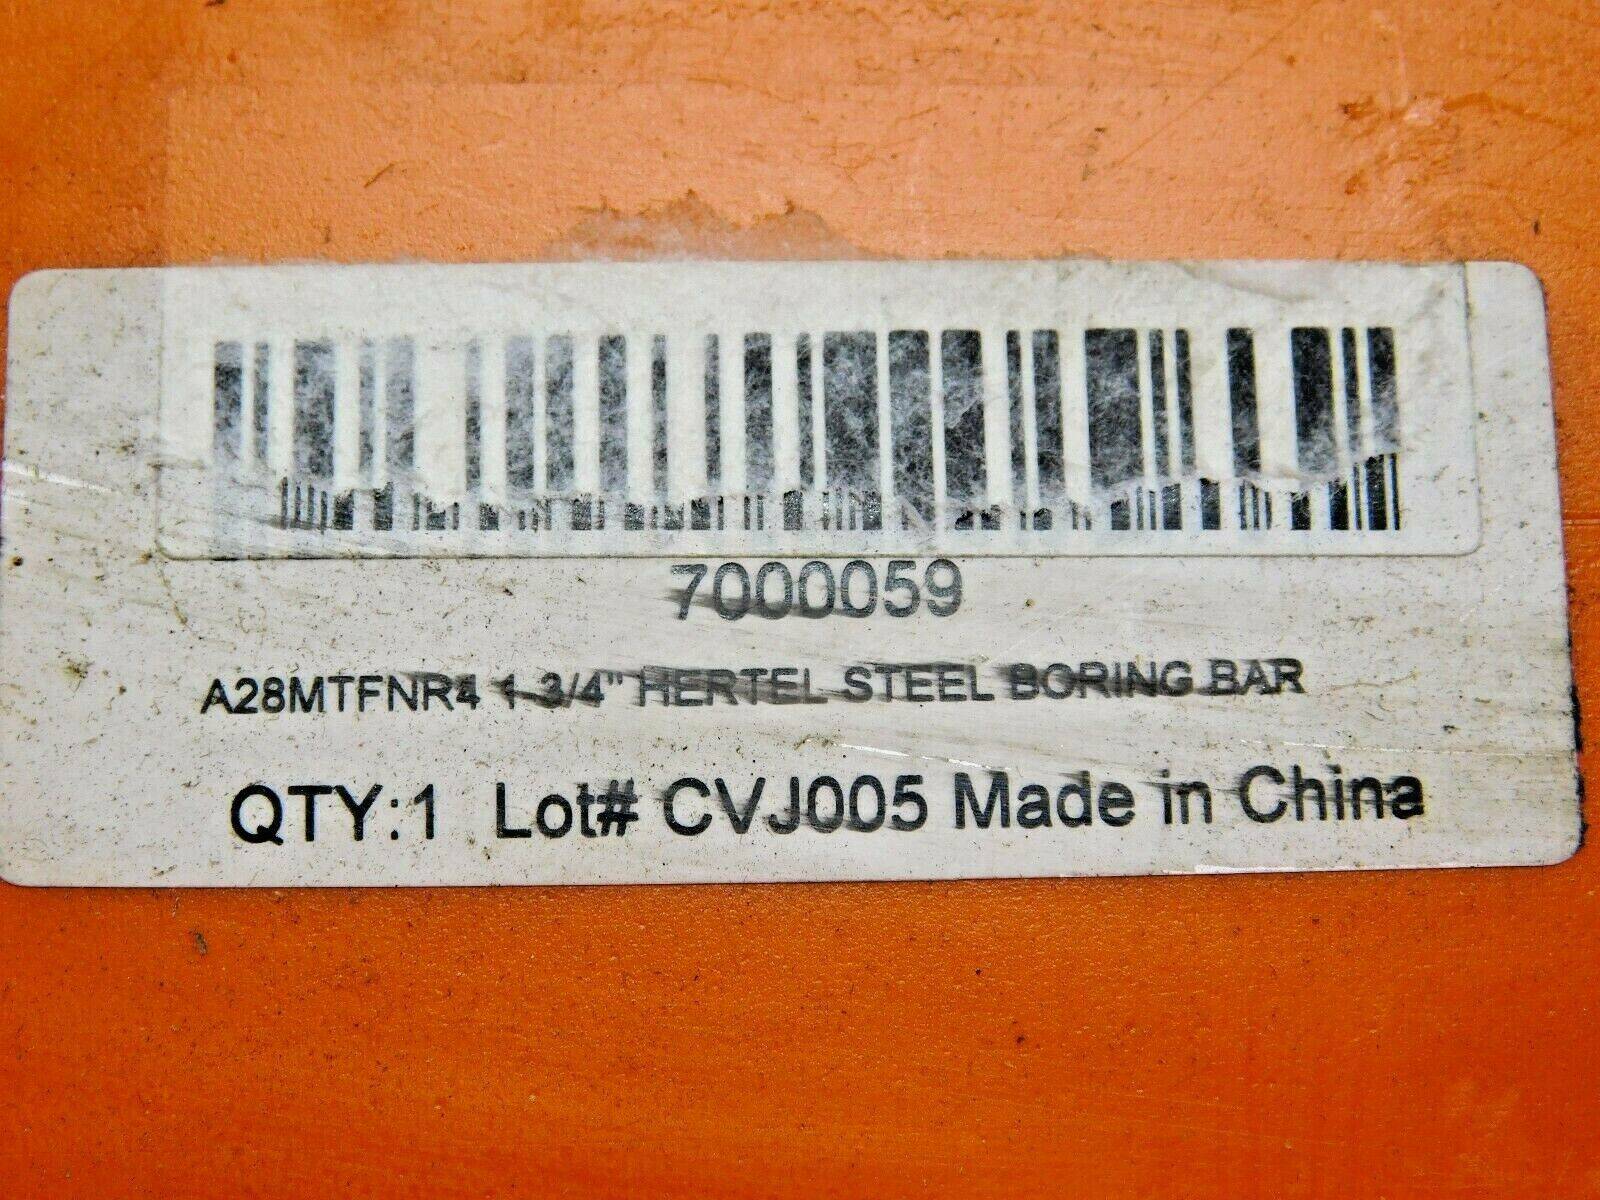 7000059
A28MTFNR4 1 3/4" HERTEL STEEL BORING BAR
QTY:1 Lot# CVJ005 Made in China